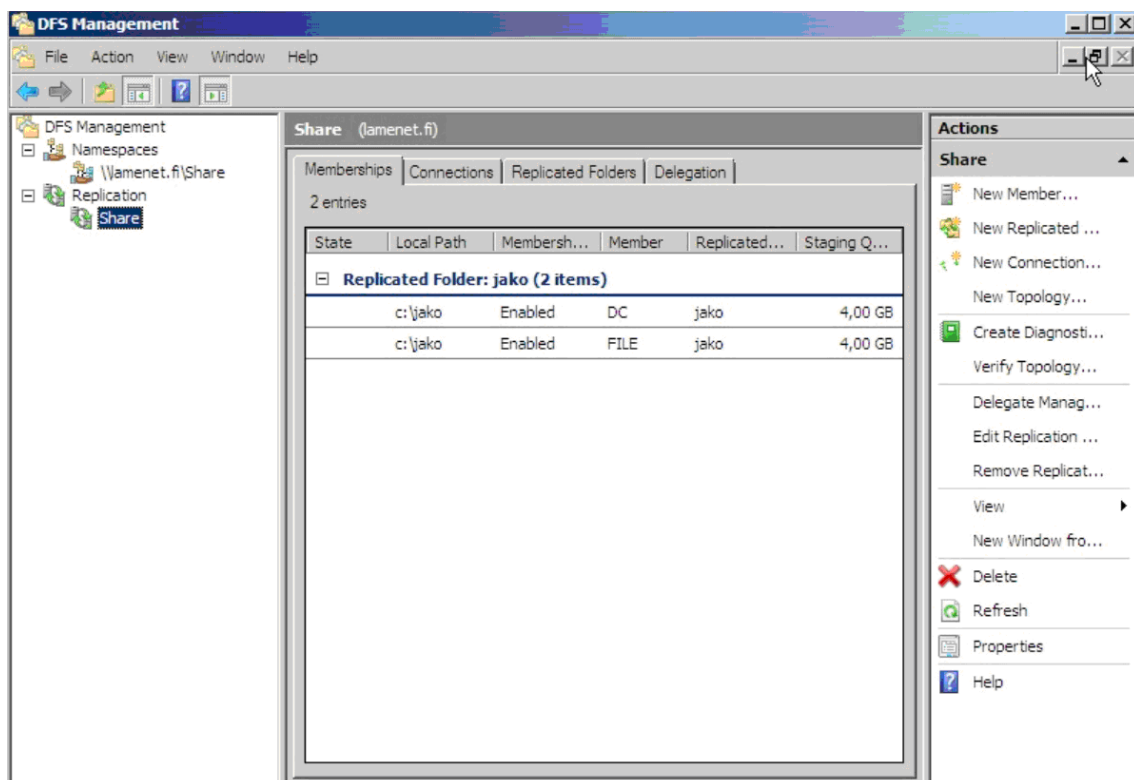 DFS Management
File Action View Window Help
DFS Management
Namespaces
\\lamenet.fi\Share
Replication
Share
Share (lamenet.fi)
Memberships Connections Replicated Folders Delegation
2 entries
State Local Path Membersh... Member Replicated... Staging Q...
Replicated Folder: jako (2 items)
c:\jako Enabled DC jako 4,00 GB
c:\jako Enabled FILE jako 4,00 GB
Actions
Share
New Member...
New Replicated ...
New Connection...
New Topology...
Create Diagnosti...
Verify Topology...
Delegate Manag...
Edit Replication ...
Remove Replicat...
View
New Window fro...
Delete
Refresh
Properties
Help